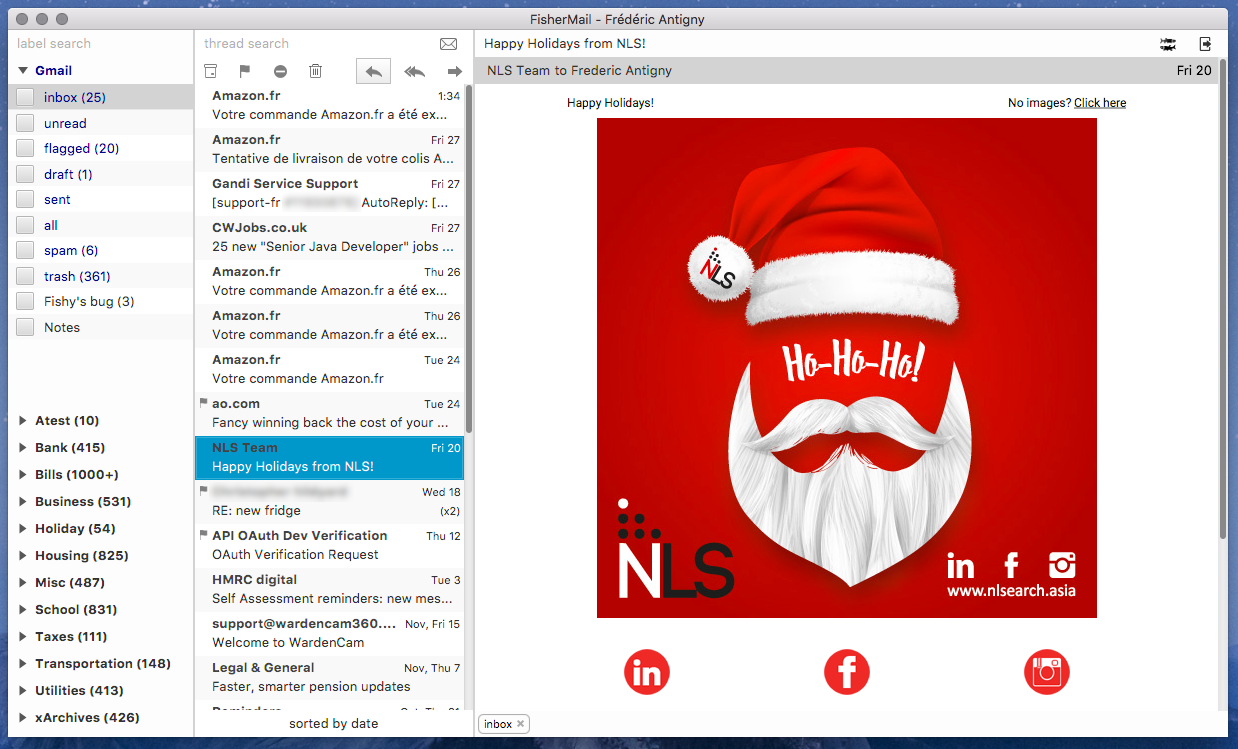 FisherMail - Frédéric Antigny
label search
Gmail
inbox (25)
unread
flagged (20)
draft (1)
sent
all
spam (6)
trash (361)
Fishy's bug (3)
Notes
Atest (10)
Bank (415)
Bills (1000+)
Business (531)
Holiday (54)
Housing (825)
Misc (487)
School (831)
Taxes (111)
Transportation (148)
Utilities (413)
xArchives (426)
thread search
Amazon.fr 1:34
Votre commande Amazon.fr a été ex...
Amazon.fr Fri 27
Tentative de livraison de votre colis A...
Gandi Service Support Fri 27
[support-fr AutoReply: [...
CWJobs.co.uk Fri 27
25 new "Senior Java Developer" jobs ...
Amazon.fr Thu 26
Votre commande Amazon.fr a été ex...
Amazon.fr Thu 26
Votre commande Amazon.fr a été ex...
Amazon.fr Tue 24
Votre commande Amazon.fr
ao.com Tue 24
Fancy winning back the cost of your ...
NLS Team Fri 20
Happy Holidays from NLS!
Wed 18
RE: new fridge (x2)
API OAuth Dev Verification Thu 12
OAuth Verification Request
HMRC digital Tue 3
Self Assessment reminders: new mes...
support@wardencam360.... Nov, Fri 15
Welcome to WardenCam
Legal & General Nov, Thu 7
Faster, smarter pension updates
sorted by date
Happy Holidays from NLS!
NLS Team to Frederic Antigny Fri 20
Happy Holidays! No images? Click here
NLS
Ho-Ho-Ho!
NLS
in f
www.nlsearch.asia
in f
inbox ×